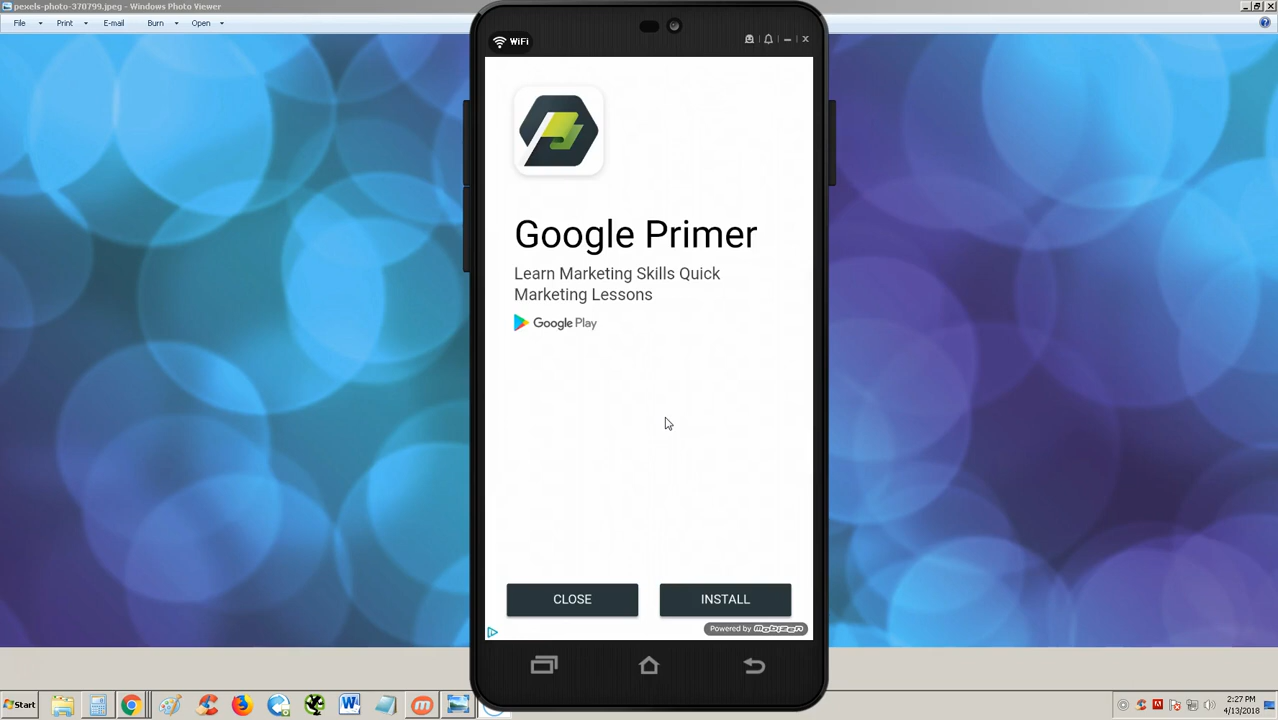 pexels-photo-370799.jpeg - Windows Photo Viewer
File Print E-mail Burn Open
WiFi
Google Primer
Learn Marketing Skills Quick
Marketing Lessons
Google Play
CLOSE INSTALL
Powered by mobizen
Start
2:27 PM
4/13/2018